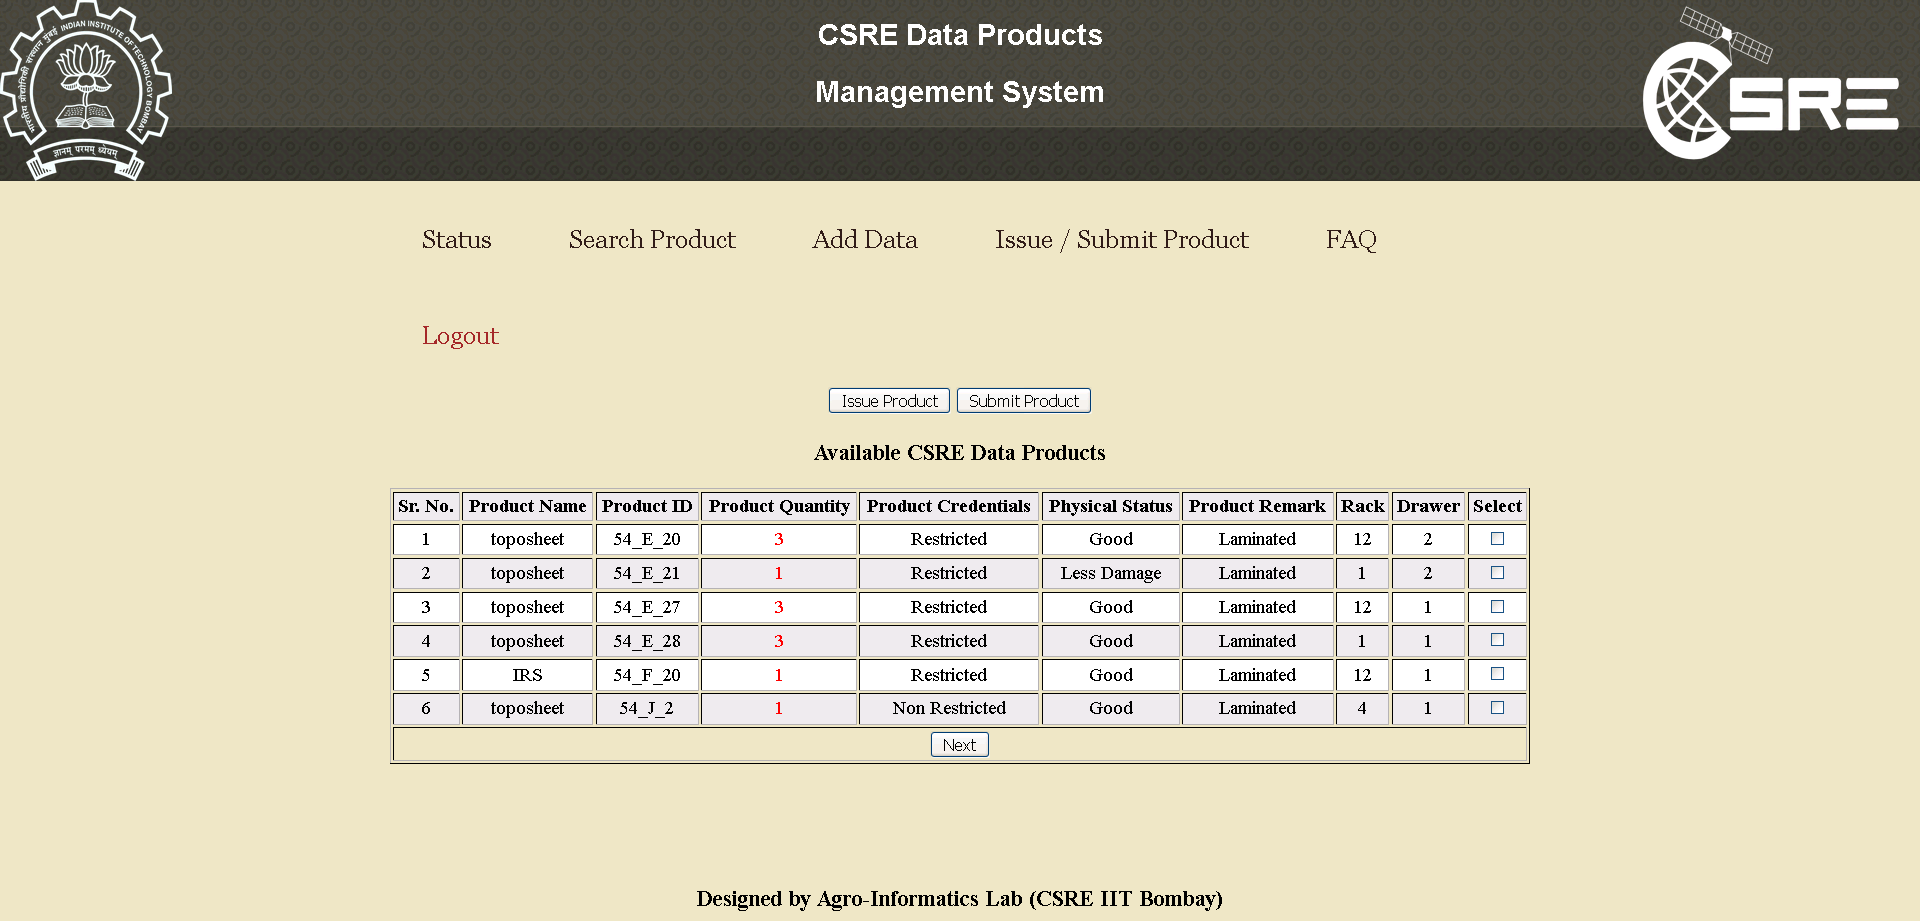 भारतीय प्रौद्योगिकी संस्थान मुंबई INDIAN INSTITUTE OF TECHNOLOGY BOMBAY
ज्ञानम् परमम् ध्येयम्
CSRE Data Products
Management System
CSRE
Status Search Product Add Data Issue / Submit Product FAQ
Logout
Issue Product Submit Product
Available CSRE Data Products
Sr. No. Product Name Product ID Product Quantity Product Credentials Physical Status Product Remark Rack Drawer Select
1 toposheet 54_E_20 3 Restricted Good Laminated 12 2
2 toposheet 54_E_21 1 Restricted Less Damage Laminated 1 2
3 toposheet 54_E_27 3 Restricted Good Laminated 12 1
4 toposheet 54_E_28 3 Restricted Good Laminated 1 1
5 IRS 54_F_20 1 Restricted Good Laminated 12 1
6 toposheet 54_J_2 1 Non Restricted Good Laminated 4 1
Next
Designed by Agro-Informatics Lab (CSRE IIT Bombay)